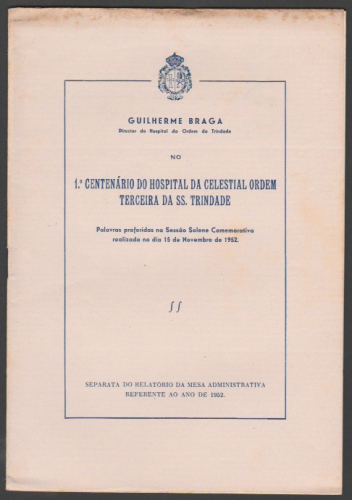 GUILHERME BRAGA
Director do Hospital da Ordem da Trindade
NO
1.º CENTENÁRIO DO HOSPITAL DA CELESTIAL ORDEM
TERCEIRA DA SS. TRINDADE
Palavras proferidas na Sessão Solene Comemorativa
realizada no dia 15 de Novembro de 1952.
SEPARATA DO RELATÓRIO DA MESA ADMINISTRATIVA
REFERENTE AO ANO DE 1952.